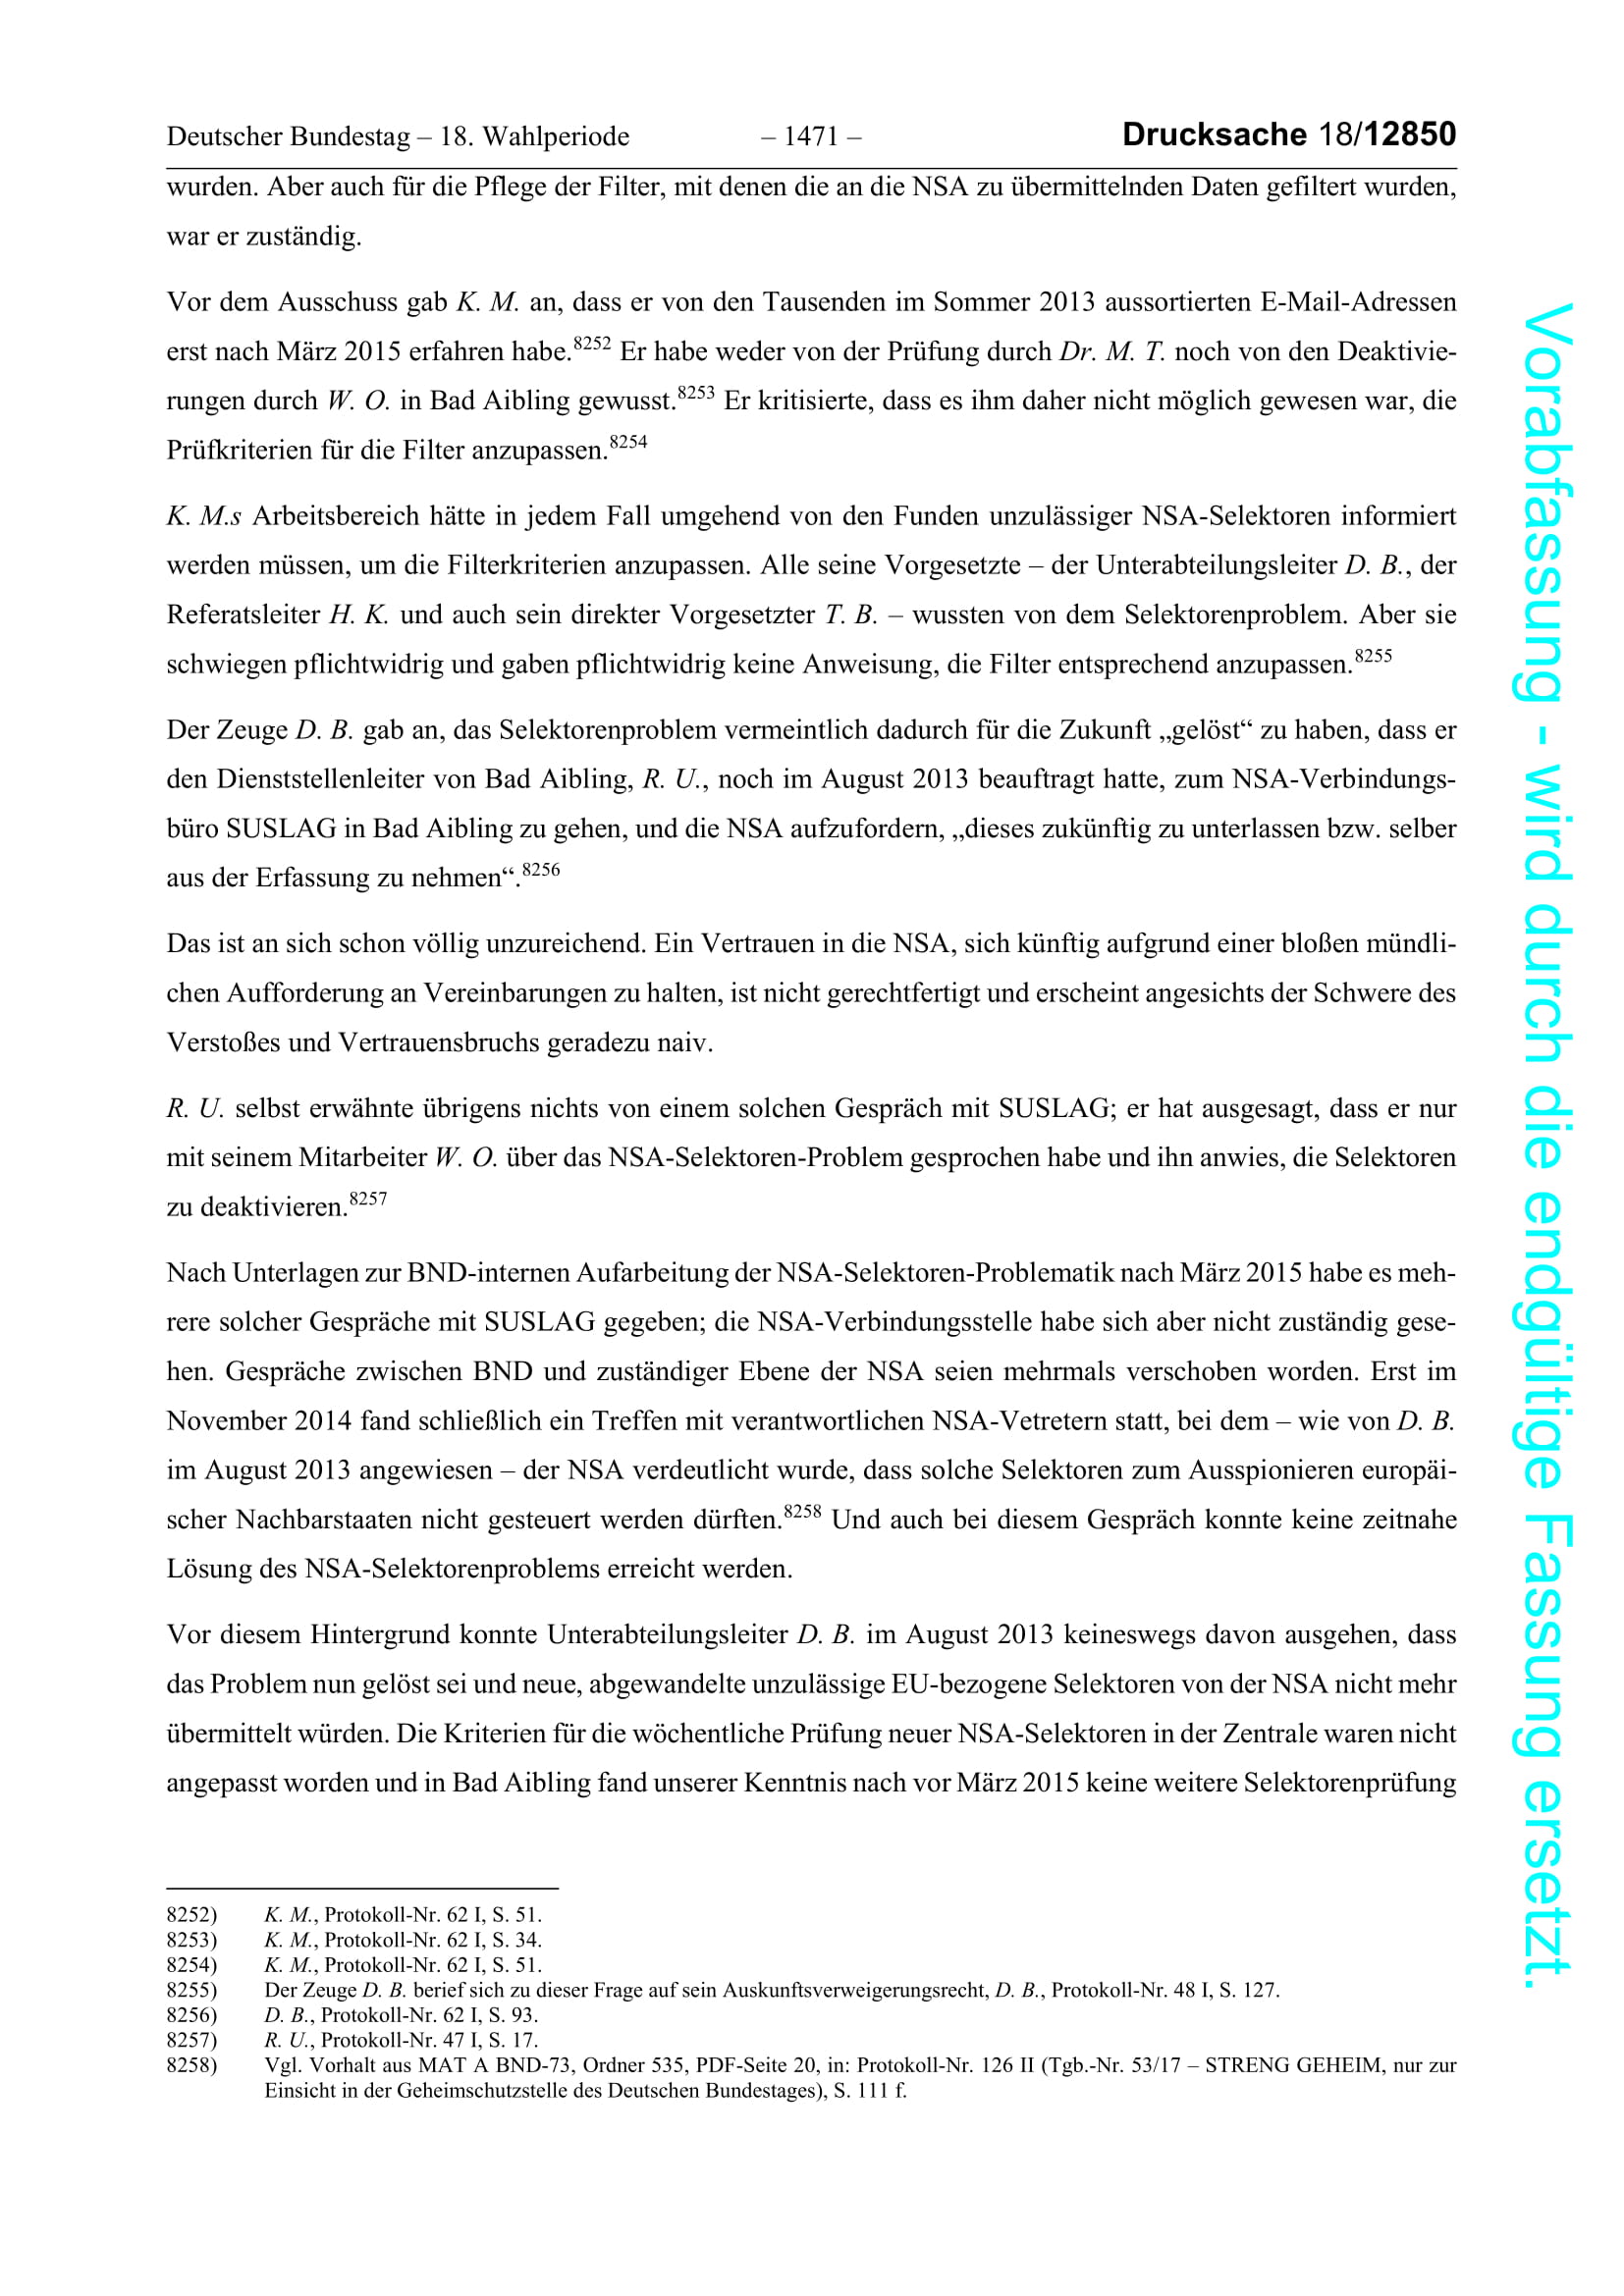 Deutscher Bundestag – 18. Wahlperiode – 1471 – Drucksache 18/12850
wurden. Aber auch für die Pflege der Filter, mit denen die an die NSA zu übermittelnden Daten gefiltert wurden,
war er zuständig.
Vor dem Ausschuss gab K. M. an, dass er von den Tausenden im Sommer 2013 aussortierten E-Mail-Adressen
erst nach März 2015 erfahren habe.8252 Er habe weder von der Prüfung durch Dr. M. T. noch von den Deaktivie-
rungen durch W. O. in Bad Aibling gewusst.8253 Er kritisierte, dass es ihm daher nicht möglich gewesen war, die
Prüfkriterien für die Filter anzupassen.8254
K. M.s Arbeitsbereich hätte in jedem Fall umgehend von den Funden unzulässiger NSA-Selektoren informiert
werden müssen, um die Filterkriterien anzupassen. Alle seine Vorgesetzte – der Unterabteilungsleiter D. B., der
Referatsleiter H. K. und auch sein direkter Vorgesetzter T. B. – wussten von dem Selektorenproblem. Aber sie
schwiegen pflichtwidrig und gaben pflichtwidrig keine Anweisung, die Filter entsprechend anzupassen.8255
Der Zeuge D. B. gab an, das Selektorenproblem vermeintlich dadurch für die Zukunft „gelöst“ zu haben, dass er
den Dienststellenleiter von Bad Aibling, R. U., noch im August 2013 beauftragt hatte, zum NSA-Verbindungs-
büro SUSLAG in Bad Aibling zu gehen, und die NSA aufzufordern, „dieses zukünftig zu unterlassen bzw. selber
aus der Erfassung zu nehmen“.8256
Das ist an sich schon völlig unzureichend. Ein Vertrauen in die NSA, sich künftig aufgrund einer bloßen mündli-
chen Aufforderung an Vereinbarungen zu halten, ist nicht gerechtfertigt und erscheint angesichts der Schwere des
Verstoßes und Vertrauensbruchs geradezu naiv.
R. U. selbst erwähnte übrigens nichts von einem solchen Gespräch mit SUSLAG; er hat ausgesagt, dass er nur
mit seinem Mitarbeiter W. O. über das NSA-Selektoren-Problem gesprochen habe und ihn anwies, die Selektoren
zu deaktivieren.8257
Nach Unterlagen zur BND-internen Aufarbeitung der NSA-Selektoren-Problematik nach März 2015 habe es meh-
rere solcher Gespräche mit SUSLAG gegeben; die NSA-Verbindungsstelle habe sich aber nicht zuständig gese-
hen. Gespräche zwischen BND und zuständiger Ebene der NSA seien mehrmals verschoben worden. Erst im
November 2014 fand schließlich ein Treffen mit verantwortlichen NSA-Vetretern statt, bei dem – wie von D. B.
im August 2013 angewiesen – der NSA verdeutlicht wurde, dass solche Selektoren zum Ausspionieren europäi-
scher Nachbarstaaten nicht gesteuert werden dürften.8258 Und auch bei diesem Gespräch konnte keine zeitnahe
Lösung des NSA-Selektorenproblems erreicht werden.
Vor diesem Hintergrund konnte Unterabteilungsleiter D. B. im August 2013 keineswegs davon ausgehen, dass
das Problem nun gelöst sei und neue, abgewandelte unzulässige EU-bezogene Selektoren von der NSA nicht mehr
übermittelt würden. Die Kriterien für die wöchentliche Prüfung neuer NSA-Selektoren in der Zentrale waren nicht
angepasst worden und in Bad Aibling fand unserer Kenntnis nach vor März 2015 keine weitere Selektorenprüfung
8252) K. M., Protokoll-Nr. 62 I, S. 51.
8253) K. M., Protokoll-Nr. 62 I, S. 34.
8254) K. M., Protokoll-Nr. 62 I, S. 51.
8255) Der Zeuge D. B. berief sich zu dieser Frage auf sein Auskunftsverweigerungsrecht, D. B., Protokoll-Nr. 48 I, S. 127.
8256) D. B., Protokoll-Nr. 62 I, S. 93.
8257) R. U., Protokoll-Nr. 47 I, S. 17.
8258) Vgl. Vorhalt aus MAT A BND-73, Ordner 535, PDF-Seite 20, in: Protokoll-Nr. 126 II (Tgb.-Nr. 53/17 – STRENG GEHEIM, nur zur
Einsicht in der Geheimschutzstelle des Deutschen Bundestages), S. 111 f.
Vorabfassung - wird durch die endgültige Fassung ersetzt.